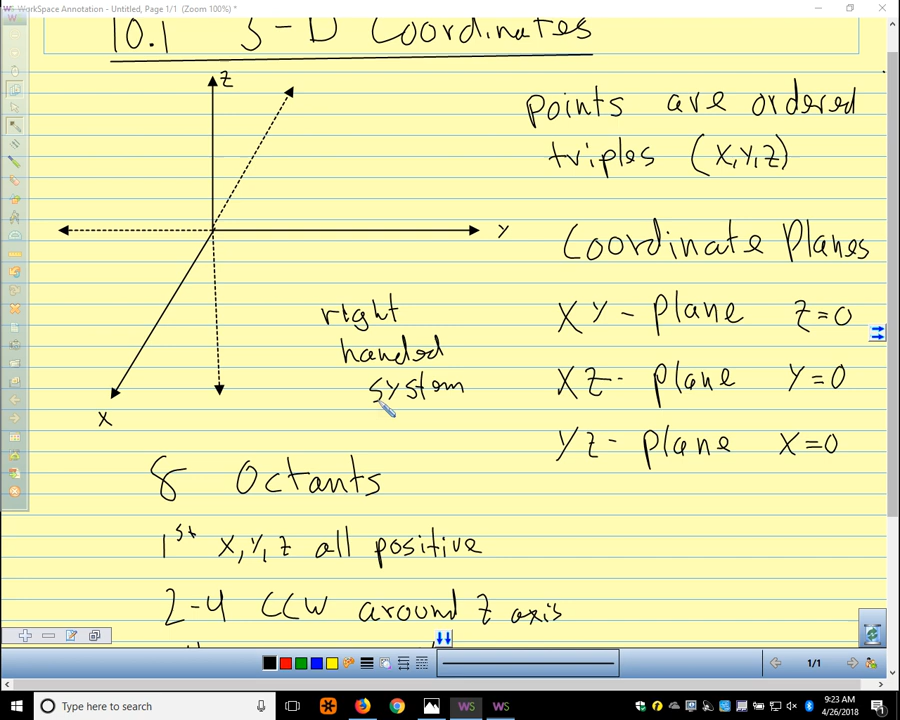 WorkSpace Annotation - Untitled, Page 1/1 (Zoom 100%) *
10.1 3-D Coordinates
Z
Y
X
right
handed
system
points are ordered
triples (X,Y,Z)
Coordinate Planes
XY-plane Z=0
XZ-plane Y=0
YZ-plane X=0
8 Octants
1st X,Y,Z all positive
2-4 CCW around Z axis
1/1
Type here to search
WS
WS
9:23 AM
4/26/2018